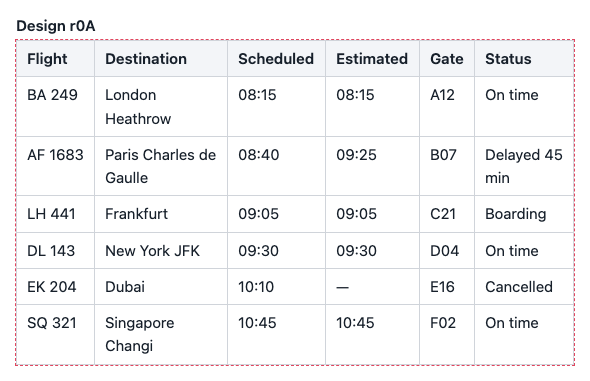 Design r0A
Flight Destination Scheduled Estimated Gate Status
BA 249 London Heathrow 08:15 08:15 A12 On time
AF 1683 Paris Charles de Gaulle 08:40 09:25 B07 Delayed 45 min
LH 441 Frankfurt 09:05 09:05 C21 Boarding
DL 143 New York JFK 09:30 09:30 D04 On time
EK 204 Dubai 10:10 — E16 Cancelled
SQ 321 Singapore Changi 10:45 10:45 F02 On time